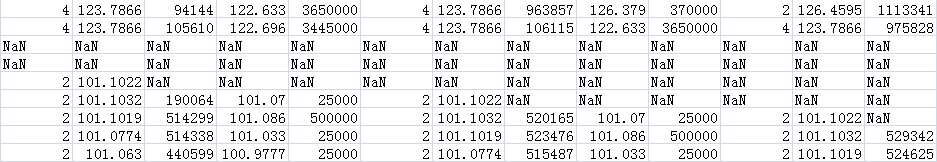 4 123.7866 94144 122.633 3650000 4 123.7866 963857 126.379 370000 2 126.4595 1113341
4 123.7866 105610 122.696 3445000 4 123.7866 106115 122.633 3650000 4 123.7866 975828
NaN NaN NaN NaN NaN NaN NaN NaN NaN NaN NaN NaN NaN
NaN NaN NaN NaN NaN NaN NaN NaN NaN NaN NaN NaN NaN
2 101.1022 NaN NaN NaN NaN NaN NaN NaN NaN NaN NaN NaN
2 101.1032 190064 101.07 25000 2 101.1022 NaN NaN NaN NaN NaN NaN
2 101.1019 514299 101.086 500000 2 101.1032 520165 101.07 25000 2 101.1022 NaN
2 101.0774 514338 101.033 25000 2 101.1019 523476 101.086 500000 2 101.1032 529342
2 101.063 440599 100.9777 25000 2 101.0774 515487 101.033 25000 2 101.1019 524625